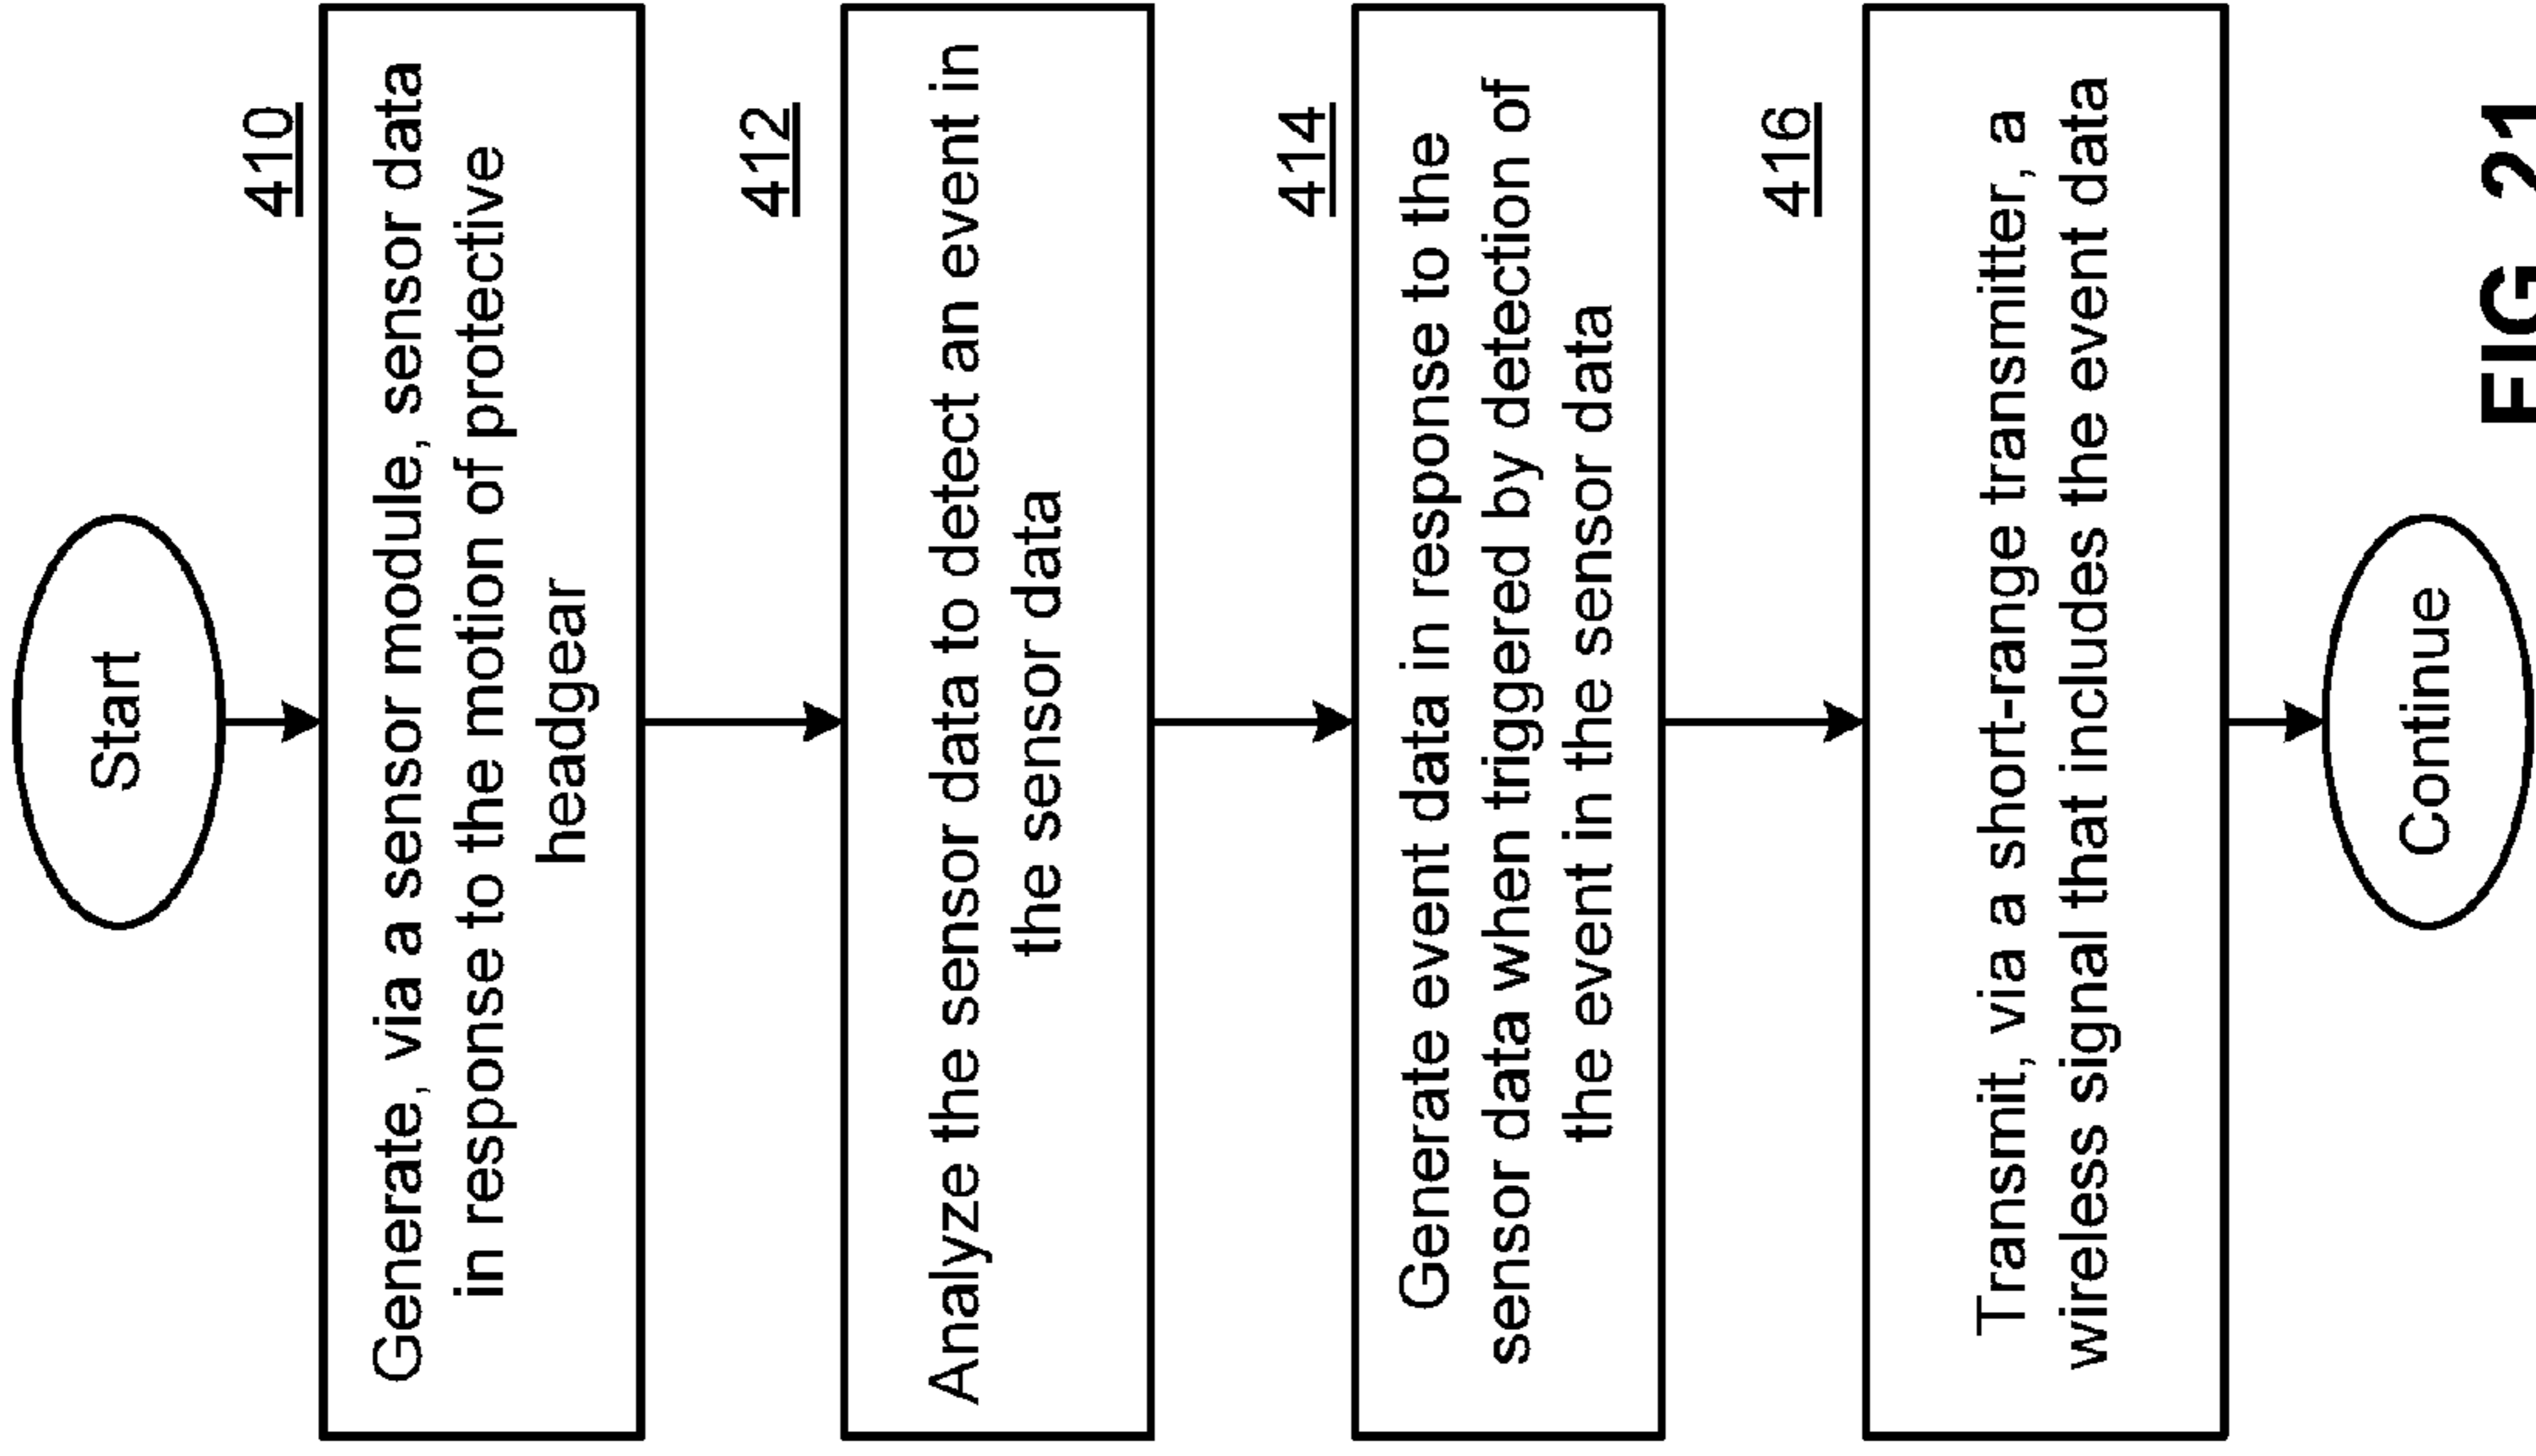 Start
410
Generate, via a sensor module, sensor data
in response to the motion of protective
headgear
412
Analyze the sensor data to detect an event in
the sensor data
414
Generate event data in response to the
sensor data when triggered by detection of
the event in the sensor data
416
Transmit, via a short-range transmitter, a
wireless signal that includes the event data
Continue
FIG. 21